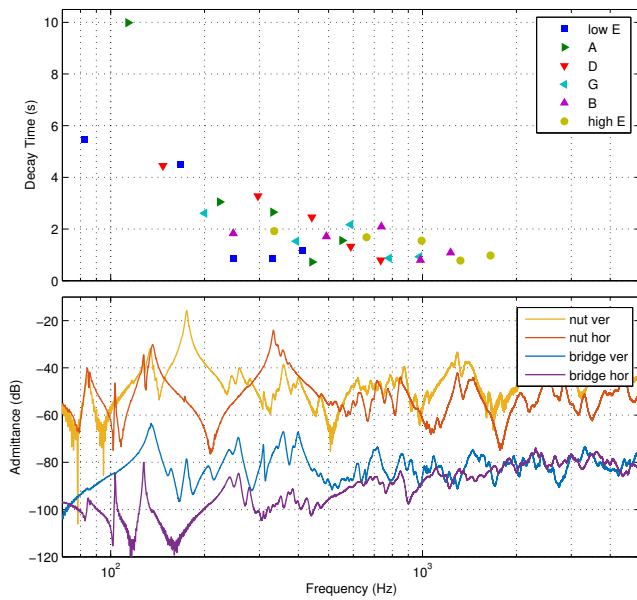 10
8
6
4
2
0
Decay Time (s)
low E
A
D
G
B
high E
−20
−40
−60
−80
−100
−120
Admittance (dB)
nut ver
nut hor
bridge ver
bridge hor
10²
10³
Frequency (Hz)